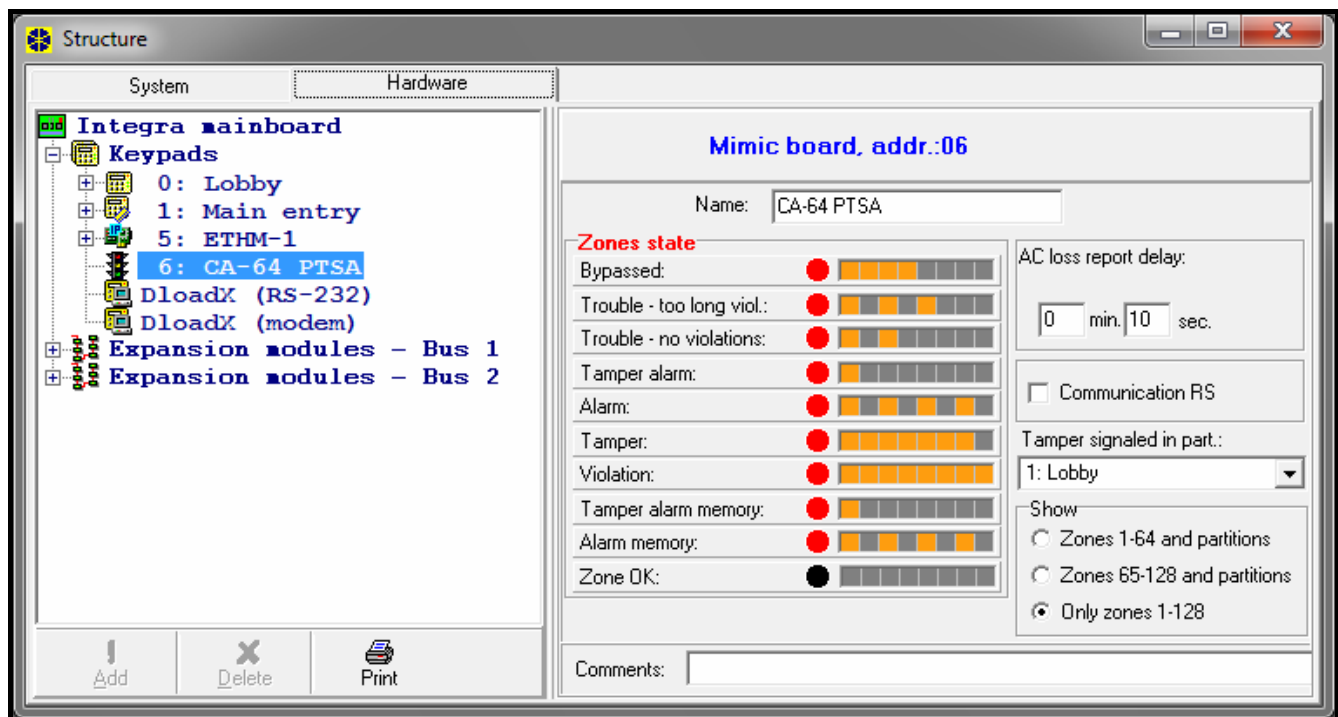 Structure
System
Hardware
Integra mainboard
Keypads
0: Lobby
1: Main entry
5: ETHM-1
6: CA-64 PTSA
DloadX (RS-232)
DloadX (modem)
Expansion modules - Bus 1
Expansion modules - Bus 2
Add
Delete
Print
Mimic board, addr.:06
Name: CA-64 PTSA
Zones state
Bypassed:
Trouble - too long viol.:
Trouble - no violations:
Tamper alarm:
Alarm:
Tamper:
Violation:
Tamper alarm memory:
Alarm memory:
Zone OK:
AC loss report delay:
0 min. 10 sec.
Communication RS
Tamper signaled in part.:
1: Lobby
Show
Zones 1-64 and partitions
Zones 65-128 and partitions
Only zones 1-128
Comments: